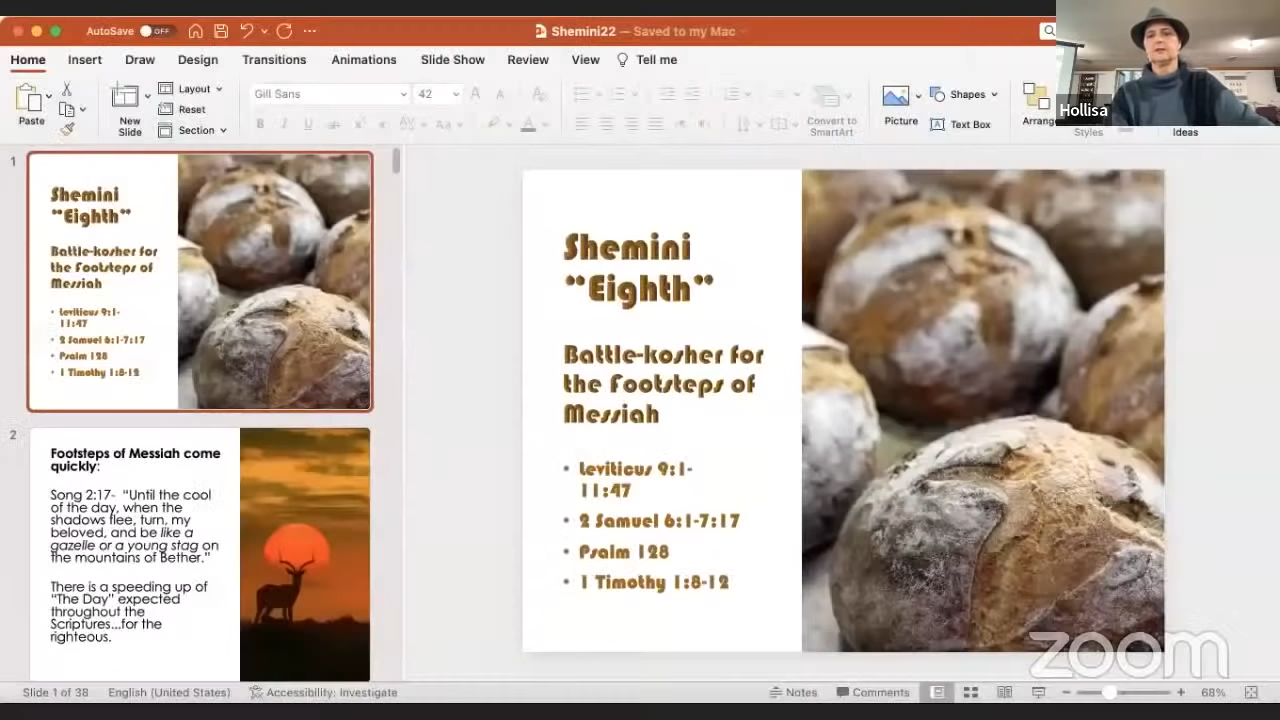 AutoSave OFF
Shemini22 — Saved to my Mac
Home Insert Draw Design Transitions Animations Slide Show Review View Tell me
Paste
New
Slide
Layout
Reset
Section
Gill Sans 42
Convert to
SmartArt
Picture
Shapes
Text Box
Arrange
Styles
Ideas
Hollisa
1
Shemini
"Eighth"
Battle-kosher for
the Footsteps of
Messiah
• Leviticus 9:1-
11:47
• 2 Samuel 6:1-7:17
• Psalm 128
• 1 Timothy 1:8-12
2
Footsteps of Messiah come
quickly:
Song 2:17- “Until the cool
of the day, when the
shadows flee, turn, my
beloved, and be like a
gazelle or a young stag on
the mountains of Bether.”
There is a speeding up of
“The Day” expected
throughout the
Scriptures...for the
righteous.
Shemini
"Eighth"
Battle-kosher for
the Footsteps of
Messiah
• Leviticus 9:1-
11:47
• 2 Samuel 6:1-7:17
• Psalm 128
• 1 Timothy 1:8-12
zoom
Slide 1 of 38 English (United States) Accessibility: Investigate
Notes Comments 68%